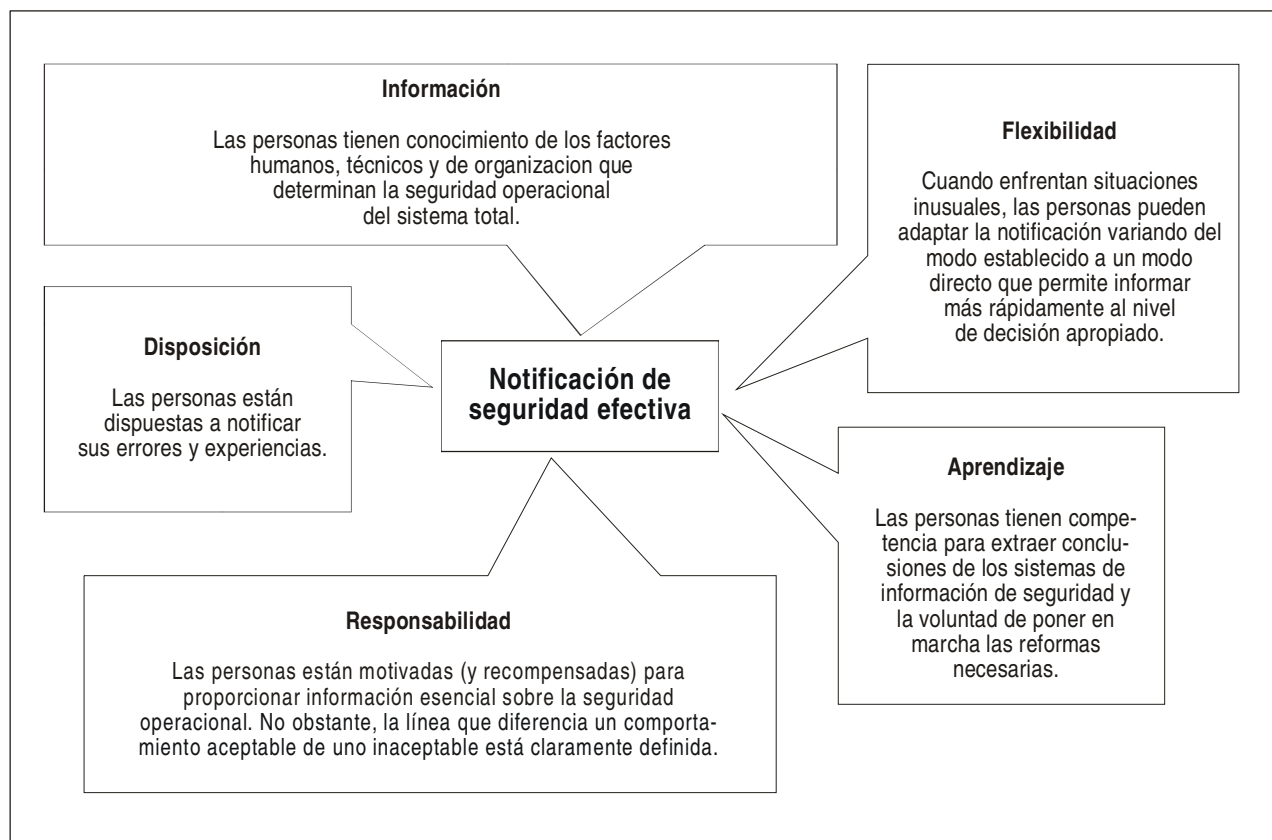 Información
Las personas tienen conocimiento de los factores
humanos, técnicos y de organizacion que
determinan la seguridad operacional
del sistema total.
Flexibilidad
Cuando enfrentan situaciones
inusuales, las personas pueden
adaptar la notificación variando del
modo establecido a un modo
directo que permite informar
más rápidamente al nivel
de decisión apropiado.
Disposición
Las personas están
dispuestas a notificar
sus errores y experiencias.
Notificación de
seguridad efectiva
Aprendizaje
Las personas tienen compe-
tencia para extraer conclu-
siones de los sistemas de
información de seguridad y
la voluntad de poner en
marcha las reformas
necesarias.
Responsabilidad
Las personas están motivadas (y recompensadas) para
proporcionar información esencial sobre la seguridad
operacional. No obstante, la línea que diferencia un comporta-
miento aceptable de uno inaceptable está claramente definida.